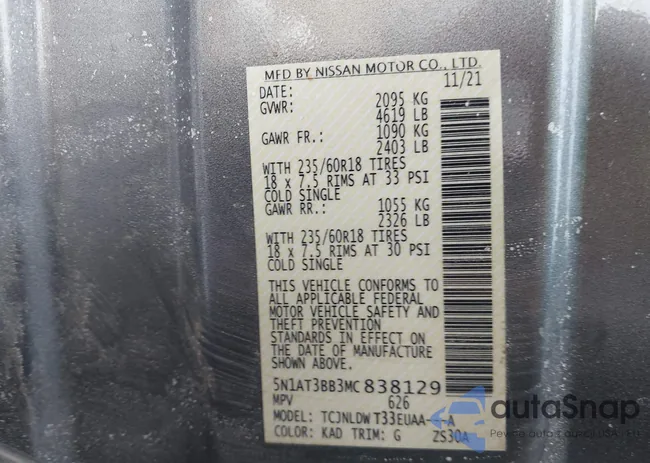 MFD BY NISSAN MOTOR CO., LTD.
DATE: 11/21
GVWR: 2095 KG
4619 LB
GAWR FR.: 1090 KG
2403 LB
WITH 235/60R18 TIRES
18 x 7.5 RIMS AT 33 PSI
COLD SINGLE
GAWR RR.: 1055 KG
2326 LB
WITH 235/60R18 TIRES
18 x 7.5 RIMS AT 30 PSI
COLD SINGLE
THIS VEHICLE CONFORMS TO
ALL APPLICABLE FEDERAL
MOTOR VEHICLE SAFETY AND
THEFT PREVENTION
STANDARDS IN EFFECT ON
THE DATE OF MANUFACTURE
SHOWN ABOVE.
5N1AT3BB3MC838129
MPV 626
MODEL: TCJNLDW T33EUAA---A
COLOR: KAD TRIM: G ZS30A
autoSnap